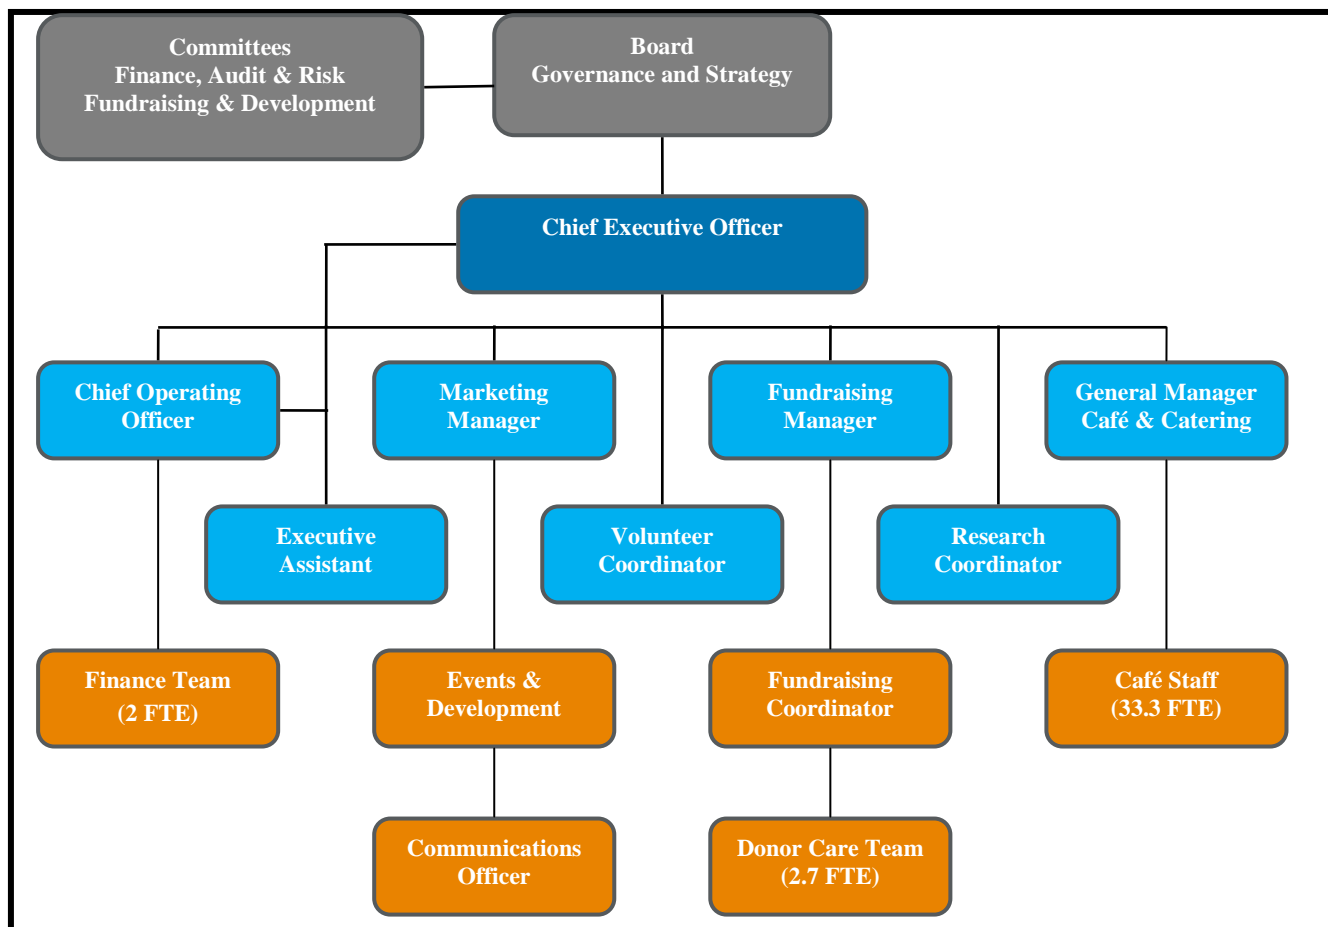 Committees
Finance, Audit & Risk
Fundraising & Development
Board
Governance and Strategy
Chief Executive Officer
Chief Operating
Officer
Marketing
Manager
Fundraising
Manager
General Manager
Café & Catering
Executive
Assistant
Volunteer
Coordinator
Research
Coordinator
Finance Team
(2 FTE)
Events &
Development
Fundraising
Coordinator
Café Staff
(33.3 FTE)
Communications
Officer
Donor Care Team
(2.7 FTE)